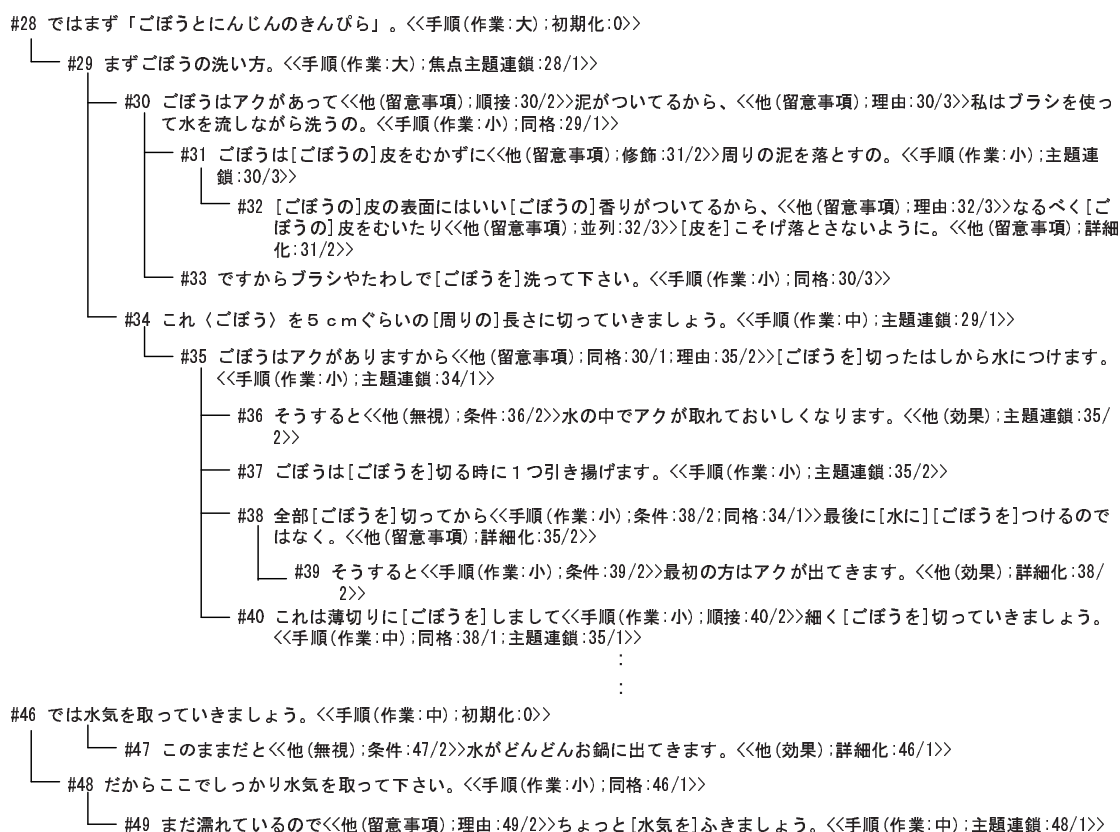 #28 ではまず「ごぼうとにんじんのきんぴら」。<<手順(作業:大);初期化:0>>
#29 まずごぼうの洗い方。<<手順(作業:大);焦点主題連鎖:28/1>>
#30 ごぼうはアクがあって<<他(留意事項);順接:30/2>>泥がついてるから、<<他(留意事項);理由:30/3>>私はブラシを使っ
て水を流しながら洗うの。<<手順(作業:小);同格:29/1>>
#31 ごぼうは[ごぼうの]皮をむかずに<<他(留意事項);修飾:31/2>>周りの泥を落とすの。<<手順(作業:小);主題連
鎖:30/3>>
#32 [ごぼうの]皮の表面にはいい[ごぼうの]香りがついてるから、<<他(留意事項);理由:32/3>>なるべく[ご
ぼうの]皮をむいたり<<他(留意事項);並列:32/3>>[皮を]こそげ落とさないように。<<他(留意事項);詳細
化:31/2>>
#33 ですからブラシやたわしで[ごぼうを]洗って下さい。<<手順(作業:小);同格:30/3>>
#34 これ〈ごぼう〉を5cmぐらいの[周りの]長さに切っていきましょう。<<手順(作業:中);主題連鎖:29/1>>
#35 ごぼうはアクがありますから<<他(留意事項);同格:30/1;理由:35/2>>[ごぼうを]切ったはしから水につけます。
<<手順(作業:小);主題連鎖:34/1>>
#36 そうすると<<他(無視);条件:36/2>>水の中でアクが取れておいしくなります。<<他(効果);主題連鎖:35/
2>>
#37 ごぼうは[ごぼうを]切る時に1つ引き揚げます。<<手順(作業:小);主題連鎖:35/2>>
#38 全部[ごぼうを]切ってから<<手順(作業:小);条件:38/2;同格:34/1>>最後に[水に][ごぼうを]つけるので
はなく。<<他(留意事項);詳細化:35/2>>
#39 そうすると<<手順(作業:小);条件:39/2>>最初の方はアクが出てきます。<<他(効果);詳細化:38/
2>>
#40 これは薄切りに[ごぼうを]しまして<<手順(作業:小);順接:40/2>>細く[ごぼうを]切っていきましょう。
<<手順(作業:中);同格:38/1;主題連鎖:35/1>>
:
:
#46 では水気を取っていきましょう。<<手順(作業:中);初期化:0>>
#47 このままだと<<他(無視);条件:47/2>>水がどんどんお鍋に出てきます。<<他(効果);詳細化:46/1>>
#48 だからここでしっかり水気を取って下さい。<<手順(作業:小);同格:46/1>>
#49 まだ濡れているので<<他(留意事項);理由:49/2>>ちょっと[水気を]ふきましょう。<<手順(作業:中);主題連鎖:48/1>>